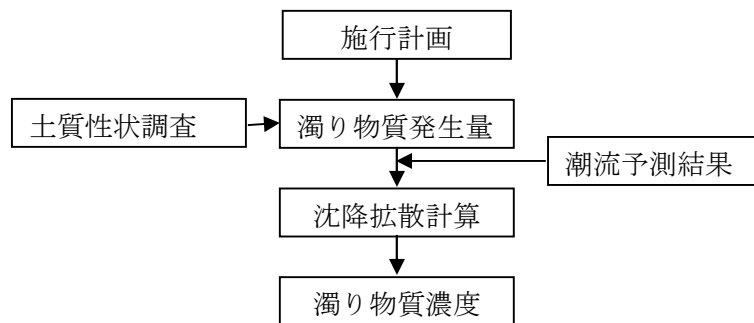 施行計画
土質性状調査
濁り物質発生量
潮流予測結果
沈降拡散計算
濁り物質濃度